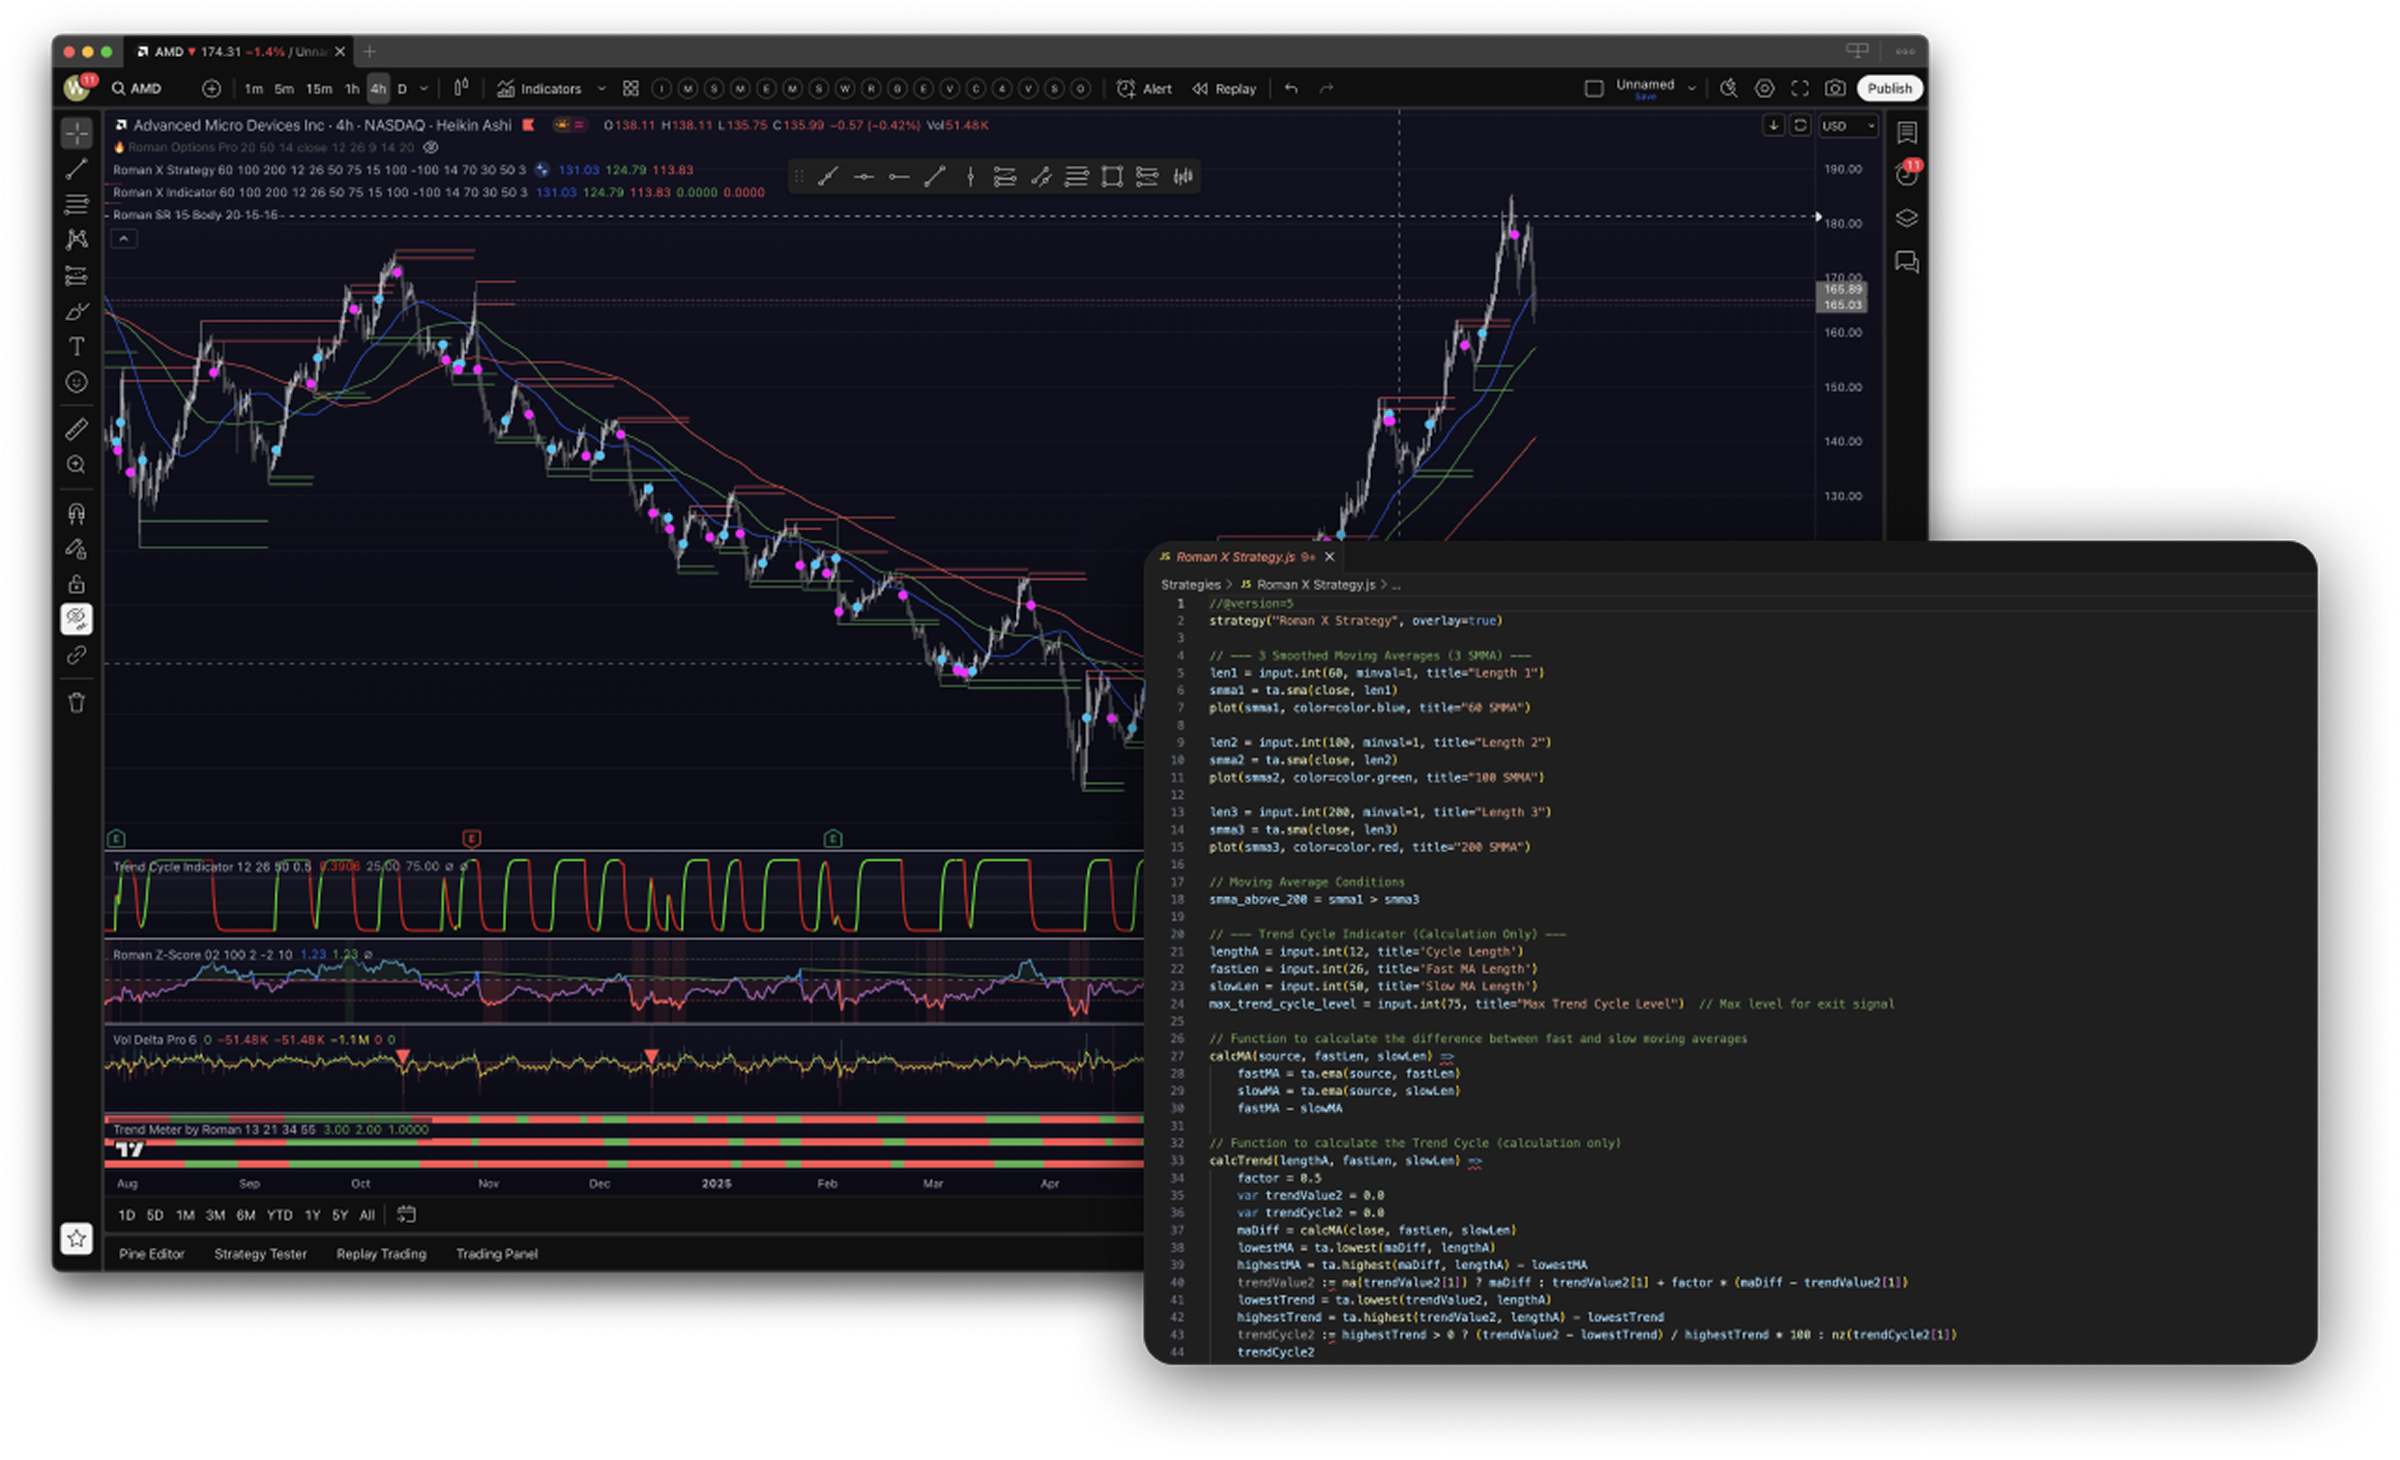 AMD ▼ 174.31 −1.4% / Unna
11
AMD
1m 5m 15m 1h 4h D
Indicators
I M S M E M S W R G E V C 4 V S O
Alert
Replay
Unnamed
Save
Publish
Advanced Micro Devices Inc · 4h · NASDAQ · Heikin Ashi
O138.11 H138.11 L135.75 C135.99 −0.57 (−0.42%) Vol51.48K
USD
Roman Options Pro 20 50 14 close 12 26 9 14 20
Roman X Strategy 60 100 200 12 26 50 75 15 100 -100 14 70 30 50 3 131.03 124.79 113.83
Roman X Indicator 60 100 200 12 26 50 75 15 100 -100 14 70 30 50 3 131.03 124.79 113.83 0.0000 0.0000
Roman SR 15 Body 20 15 16
11
190.00
180.00
170.00
165.89
165.03
160.00
150.00
140.00
130.00
E
E
E
Trend Cycle Indicator 12 26 50 0.5 0.3906 25.00 75.00 ∅ ∅
Roman Z-Score 02 100 2 -2 10 1.23 1.23 ∅
Vol Delta Pro 6 0 −51.48K −51.48K −1.1M 0 0
Trend Meter by Roman 13 21 34 55 3.00 2.00 1.0000
Aug Sep Oct Nov Dec 2025 Feb Mar Apr
1D 5D 1M 3M 6M YTD 1Y 5Y All
Pine Editor Strategy Tester Replay Trading Trading Panel
JS Roman X Strategy.js 9+
Strategies > JS Roman X Strategy.js > ...
1 //@version=5
2 strategy("Roman X Strategy", overlay=true)
3
4 // --- 3 Smoothed Moving Averages (3 SMMA) ---
5 len1 = input.int(60, minval=1, title="Length 1")
6 smma1 = ta.sma(close, len1)
7 plot(smma1, color=color.blue, title="60 SMMA")
8
9 len2 = input.int(100, minval=1, title="Length 2")
10 smma2 = ta.sma(close, len2)
11 plot(smma2, color=color.green, title="100 SMMA")
12
13 len3 = input.int(200, minval=1, title="Length 3")
14 smma3 = ta.sma(close, len3)
15 plot(smma3, color=color.red, title="200 SMMA")
16
17 // Moving Average Conditions
18 smma_above_200 = smma1 > smma3
19
20 // --- Trend Cycle Indicator (Calculation Only) ---
21 lengthA = input.int(12, title='Cycle Length')
22 fastLen = input.int(26, title='Fast MA Length')
23 slowLen = input.int(50, title='Slow MA Length')
24 max_trend_cycle_level = input.int(75, title="Max Trend Cycle Level") // Max level for exit signal
25
26 // Function to calculate the difference between fast and slow moving averages
27 calcMA(source, fastLen, slowLen) =>
28 fastMA = ta.ema(source, fastLen)
29 slowMA = ta.ema(source, slowLen)
30 fastMA - slowMA
31
32 // Function to calculate the Trend Cycle (calculation only)
33 calcTrend(lengthA, fastLen, slowLen) =>
34 factor = 0.5
35 var trendValue2 = 0.0
36 var trendCycle2 = 0.0
37 maDiff = calcMA(close, fastLen, slowLen)
38 lowestMA = ta.lowest(maDiff, lengthA)
39 highestMA = ta.highest(maDiff, lengthA) - lowestMA
40 trendValue2 := na(trendValue2[1]) ? maDiff : trendValue2[1] + factor * (maDiff - trendValue2[1])
41 lowestTrend = ta.lowest(trendValue2, lengthA)
42 highestTrend = ta.highest(trendValue2, lengthA) - lowestTrend
43 trendCycle2 := highestTrend > 0 ? (trendValue2 - lowestTrend) / highestTrend * 100 : nz(trendCycle2[1])
44 trendCycle2